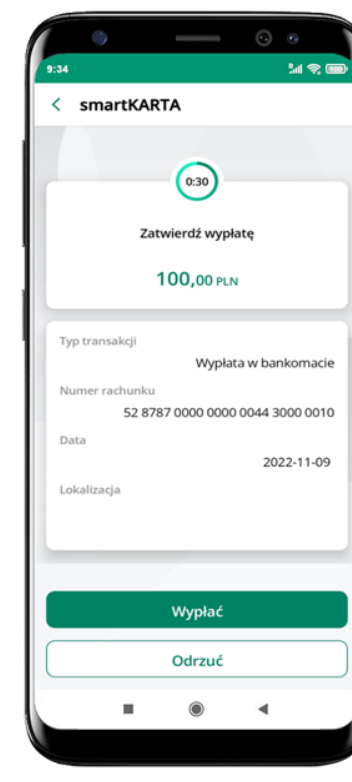 9:34
smartKARTA
0:30
Zatwierdź wypłatę
100,00 PLN
Typ transakcji
Wypłata w bankomacie
Numer rachunku
52 8787 0000 0000 0044 3000 0010
Data
2022-11-09
Lokalizacja
Wypłać
Odrzuć